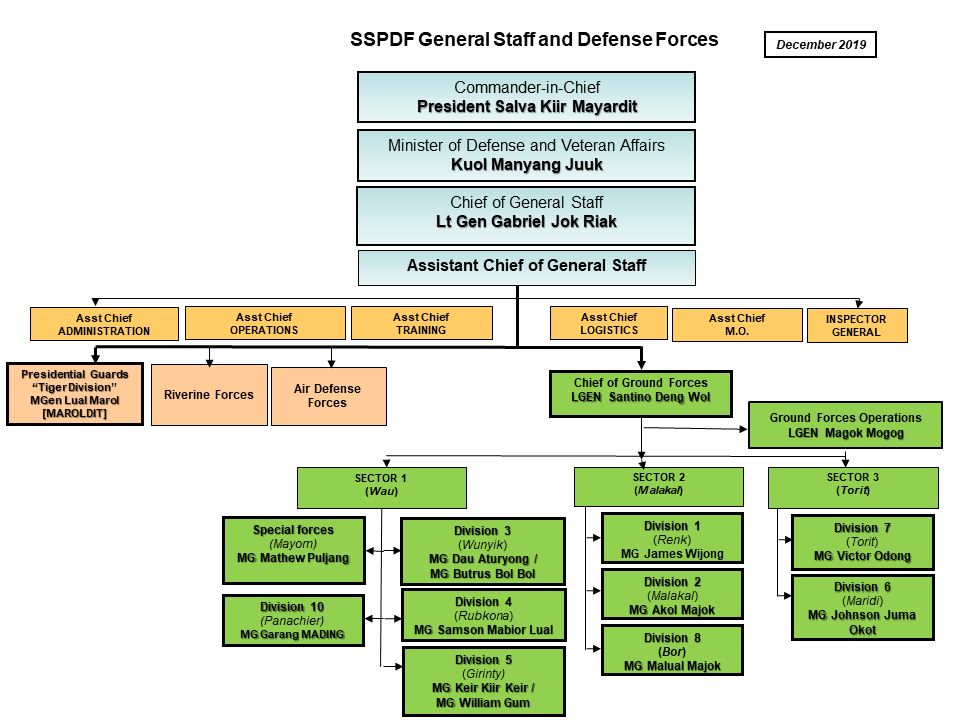 SSPDF General Staff and Defense Forces
December 2019
Commander-in-Chief
President Salva Kiir Mayardit
Minister of Defense and Veteran Affairs
Kuol Manyang Juuk
Chief of General Staff
Lt Gen Gabriel Jok Riak
Assistant Chief of General Staff
Asst Chief
ADMINISTRATION
Asst Chief
OPERATIONS
Asst Chief
TRAINING
Asst Chief
LOGISTICS
Asst Chief
M.O.
INSPECTOR
GENERAL
Presidential Guards
“Tiger Division”
MGen Lual Marol
[MAROLDIT]
Riverine Forces
Air Defense
Forces
Chief of Ground Forces
LGEN Santino Deng Wol
Ground Forces Operations
LGEN Magok Mogog
SECTOR 1
(Wau)
SECTOR 2
(Malakal)
SECTOR 3
(Torit)
Special forces
(Mayom)
MG Mathew Puljang
Division 10
(Panachier)
MG Garang MADING
Division 3
(Wunyik)
MG Dau Aturyong /
MG Butrus Bol Bol
Division 4
(Rubkona)
MG Samson Mabior Lual
Division 5
(Girinty)
MG Keir Kiir Keir /
MG William Gum
Division 1
(Renk)
MG James Wijong
Division 2
(Malakal)
MG Akol Majok
Division 8
(Bor)
MG Malual Majok
Division 7
(Torit)
MG Victor Odong
Division 6
(Maridi)
MG Johnson Juma
Okot